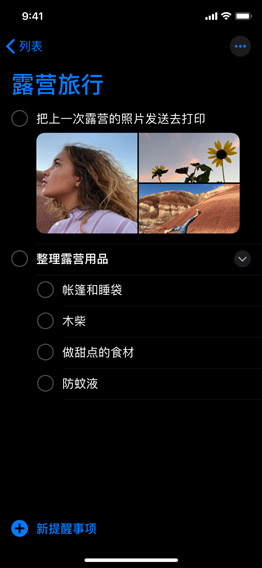 9:41
列表
露营旅行
把上一次露营的照片发送去打印
整理露营用品
帐篷和睡袋
木柴
做甜点的食材
防蚊液
新提醒事项